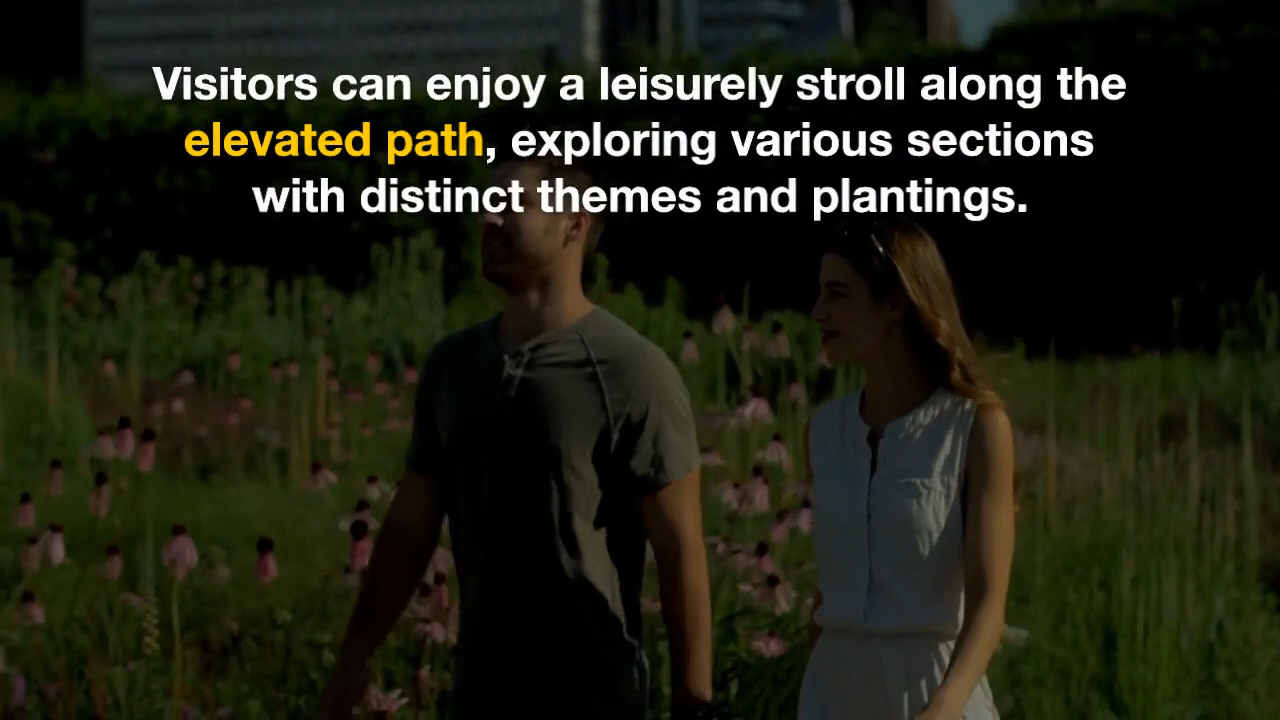 Visitors can enjoy a leisurely stroll along the
elevated path, exploring various sections
with distinct themes and plantings.